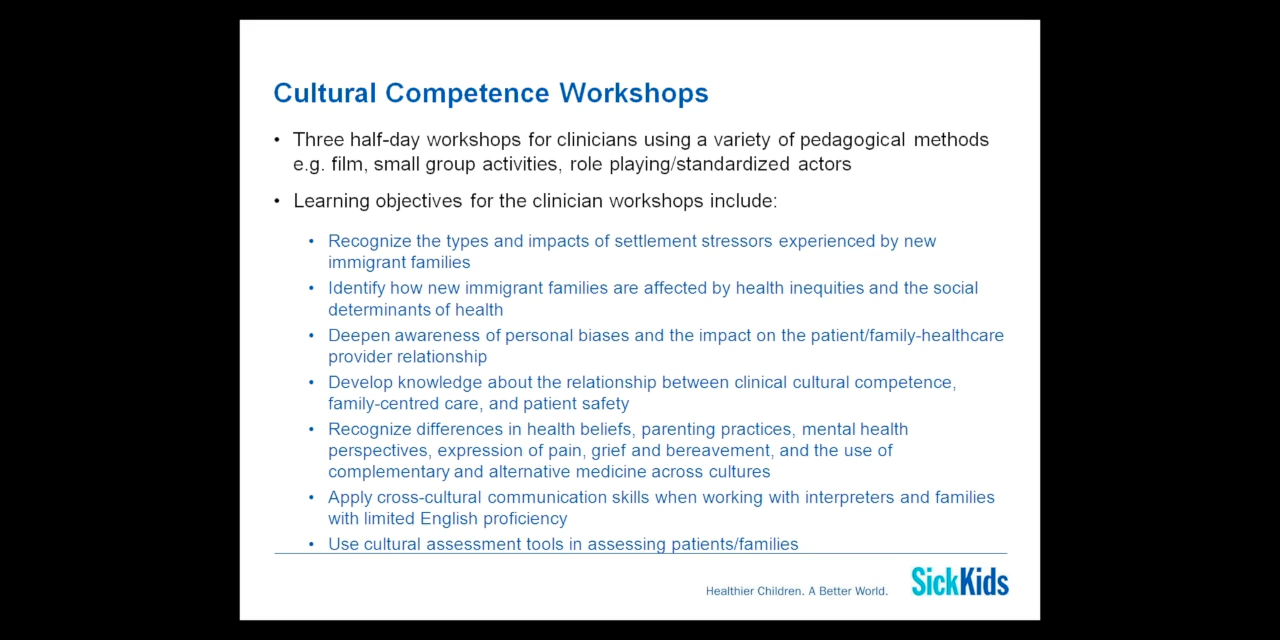 Cultural Competence Workshops
• Three half-day workshops for clinicians using a variety of pedagogical methods
e.g. film, small group activities, role playing/standardized actors
• Learning objectives for the clinician workshops include:
• Recognize the types and impacts of settlement stressors experienced by new
immigrant families
• Identify how new immigrant families are affected by health inequities and the social
determinants of health
• Deepen awareness of personal biases and the impact on the patient/family-healthcare
provider relationship
• Develop knowledge about the relationship between clinical cultural competence,
family-centred care, and patient safety
• Recognize differences in health beliefs, parenting practices, mental health
perspectives, expression of pain, grief and bereavement, and the use of
complementary and alternative medicine across cultures
• Apply cross-cultural communication skills when working with interpreters and families
with limited English proficiency
• Use cultural assessment tools in assessing patients/families
Healthier Children. A Better World.
SickKids